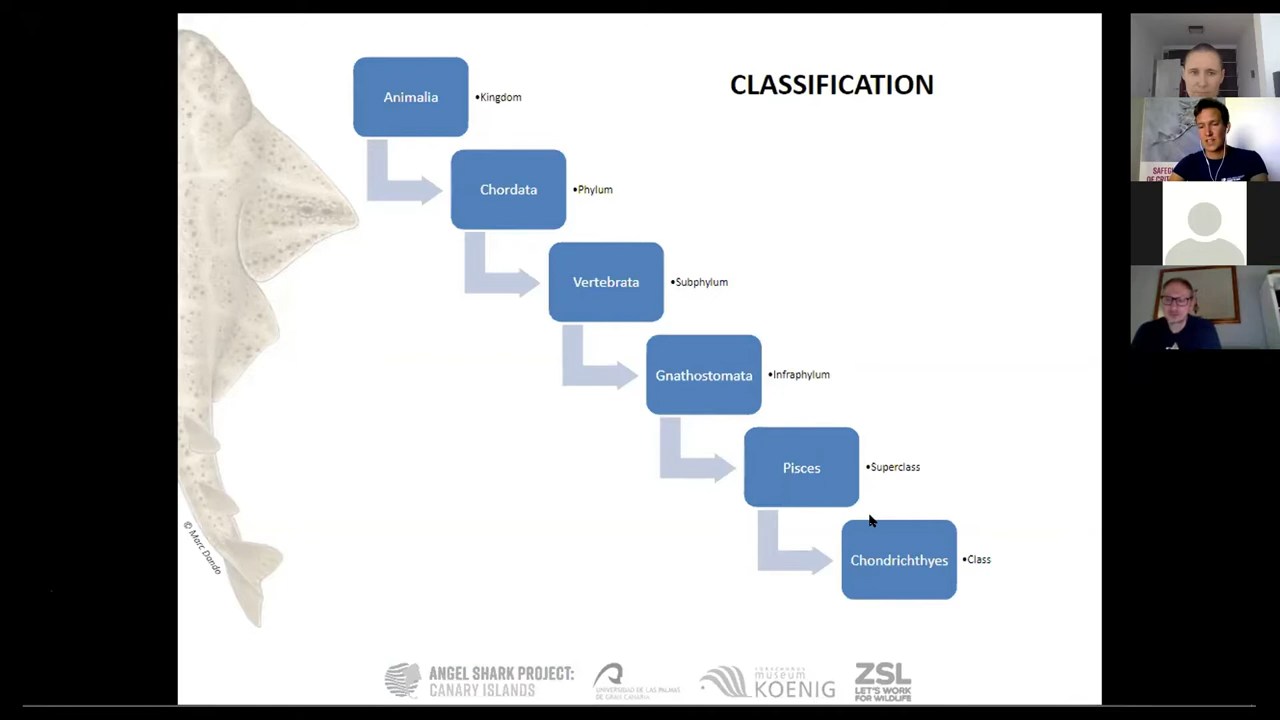 CLASSIFICATION
Animalia
•Kingdom
Chordata
•Phylum
Vertebrata
•Subphylum
Gnathostomata
•Infraphylum
Pisces
•Superclass
Chondrichthyes
•Class
© Marc Dando
ANGEL SHARK PROJECT:
CANARY ISLANDS
UNIVERSIDAD DE LAS PALMAS
DE GRAN CANARIA
FORSCHUNGS
museum
KOENIG
ZSL
LET'S WORK
FOR WILDLIFE